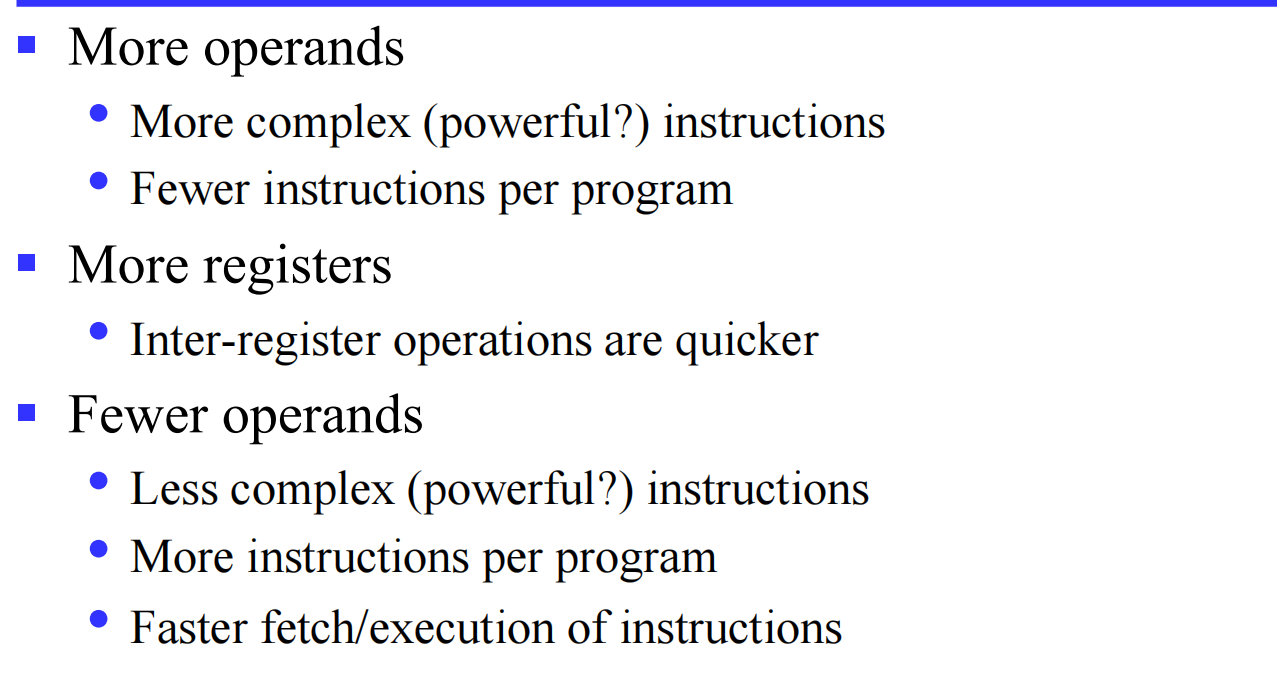 More operands
More complex (powerful?) instructions
Fewer instructions per program
More registers
Inter-register operations are quicker
Fewer operands
Less complex (powerful?) instructions
More instructions per program
Faster fetch/execution of instructions